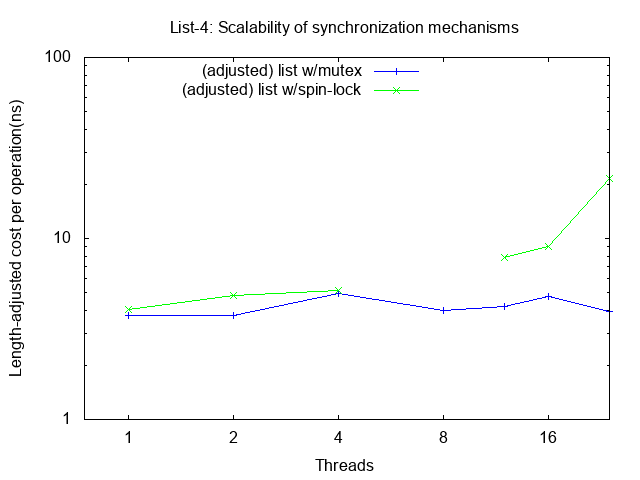 List-4: Scalability of synchronization mechanisms
100
(adjusted) list w/mutex
(adjusted) list w/spin-lock
Length-adjusted cost per operation(ns)
10
1
1 2 4 8 16
Threads